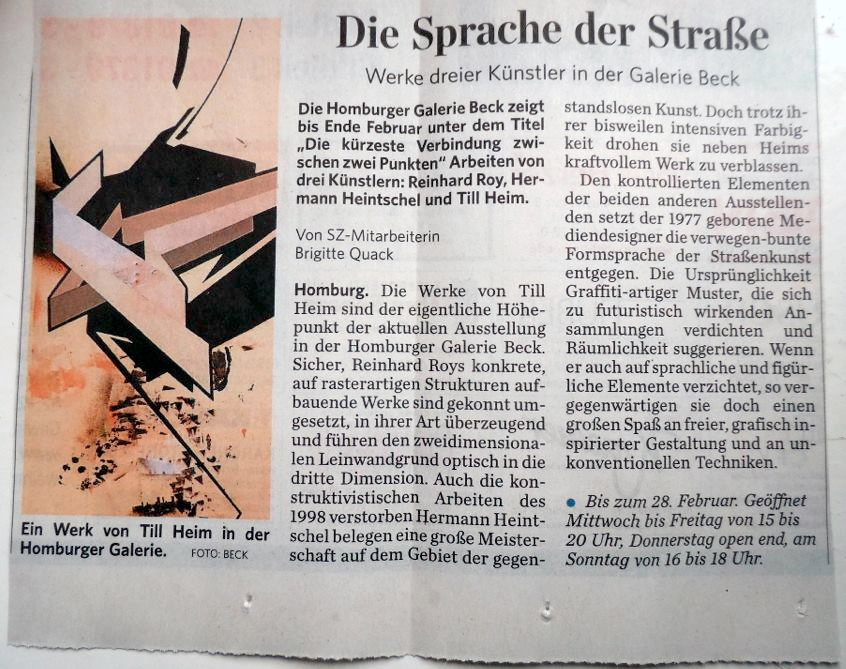 Die Sprache der Straße
Werke dreier Künstler in der Galerie Beck
Die Homburger Galerie Beck zeigt
bis Ende Februar unter dem Titel
„Die kürzeste Verbindung zwi-
schen zwei Punkten“ Arbeiten von
drei Künstlern: Reinhard Roy, Her-
mann Heintschel und Till Heim.
Von SZ-Mitarbeiterin
Brigitte Quack
Homburg. Die Werke von Till
Heim sind der eigentliche Höhe-
punkt der aktuellen Ausstellung
in der Homburger Galerie Beck.
Sicher, Reinhard Roys konkrete,
auf rasterartigen Strukturen auf-
bauende Werke sind gekonnt um-
gesetzt, in ihrer Art überzeugend
und führen den zweidimensiona-
len Leinwandgrund optisch in die
dritte Dimension. Auch die kon-
struktivistischen Arbeiten des
1998 verstorben Hermann Heint-
schel belegen eine große Meister-
schaft auf dem Gebiet der gegen-
standslosen Kunst. Doch trotz ih-
rer bisweilen intensiven Farbig-
keit drohen sie neben Heims
kraftvollem Werk zu verblassen.
Den kontrollierten Elementen
der beiden anderen Ausstellen-
den setzt der 1977 geborene Me-
diendesigner die verwegen-bunte
Formsprache der Straßenkunst
entgegen. Die Ursprünglichkeit
Graffiti-artiger Muster, die sich
zu futuristisch wirkenden An-
sammlungen verdichten und
Räumlichkeit suggerieren. Wenn
er auch auf sprachliche und figür-
liche Elemente verzichtet, so ver-
gegenwärtigen sie doch einen
großen Spaß an freier, grafisch in-
spirierter Gestaltung und an un-
konventionellen Techniken.
• Bis zum 28. Februar. Geöffnet
Mittwoch bis Freitag von 15 bis
20 Uhr, Donnerstag open end, am
Sonntag von 16 bis 18 Uhr.
Ein Werk von Till Heim in der
Homburger Galerie. FOTO: BECK